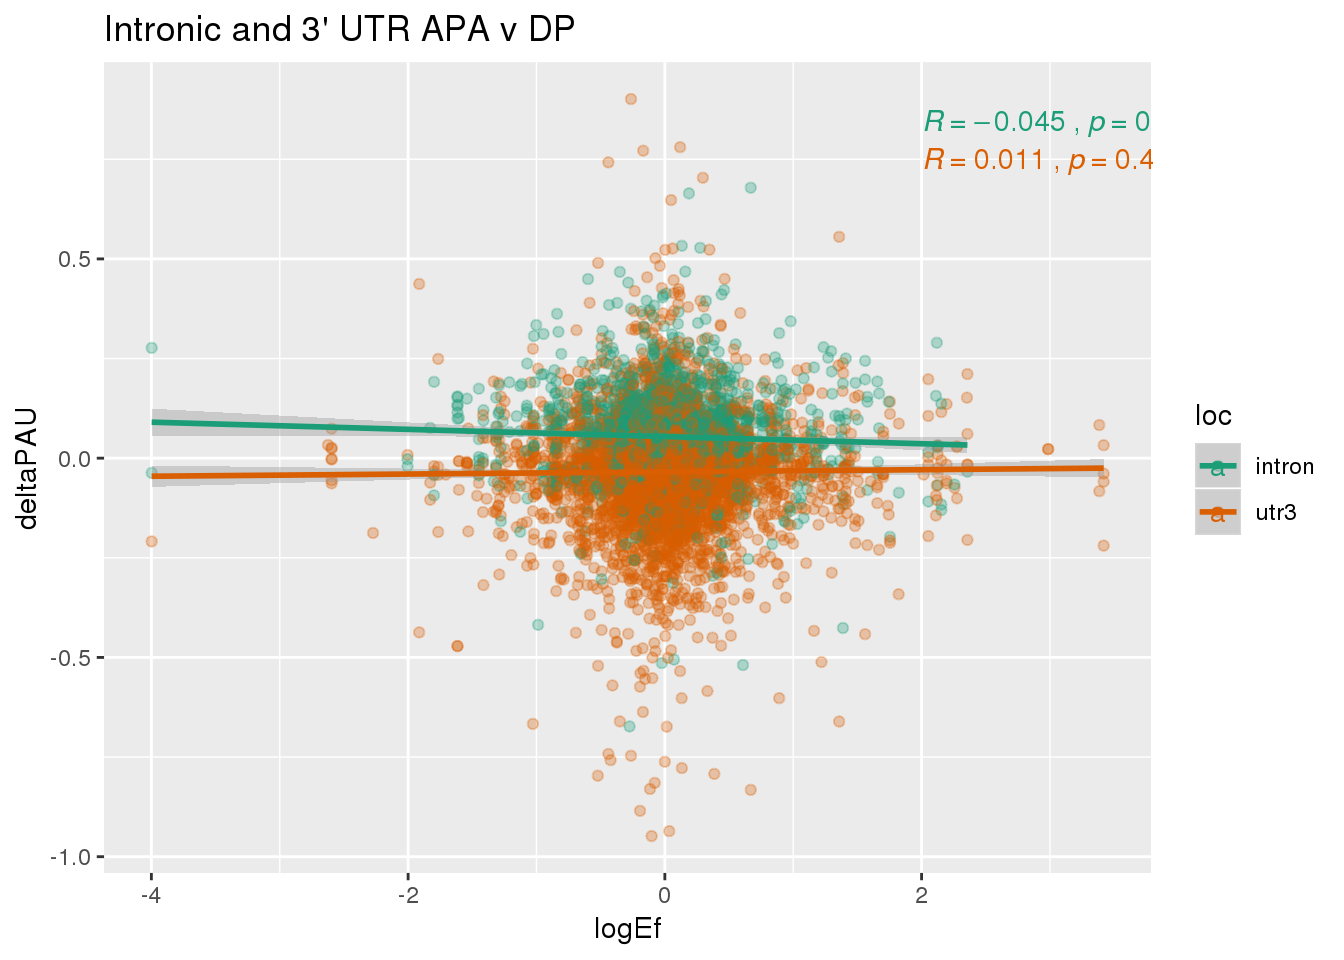 Intronic and 3' UTR APA v DP
R = −0.045 , p = 0
R = 0.011 , p = 0.4
deltaPAU
0.5
0.0
-0.5
-1.0
-4 -2 0 2
logEf
loc
a intron
a utr3